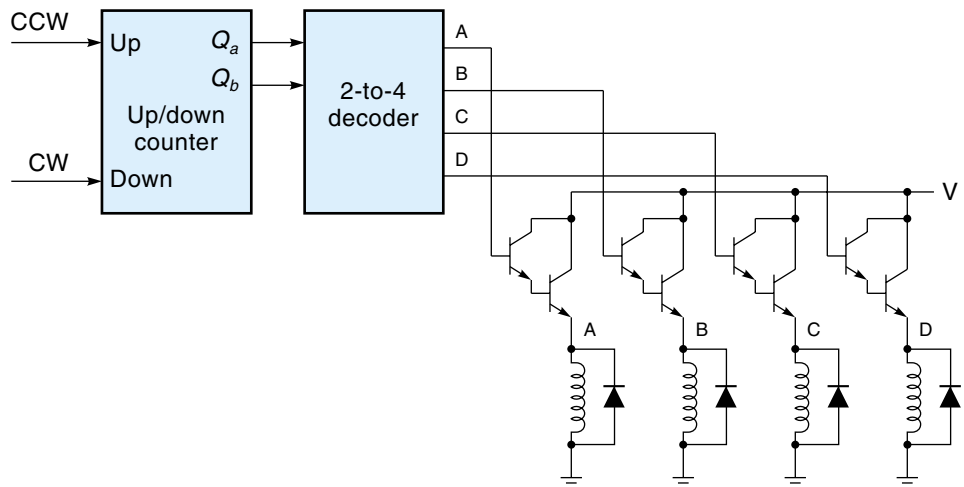 CCW
Up
Qa
Qb
Up/down
counter
CW
Down
2-to-4
decoder
A
B
C
D
V
A
B
C
D